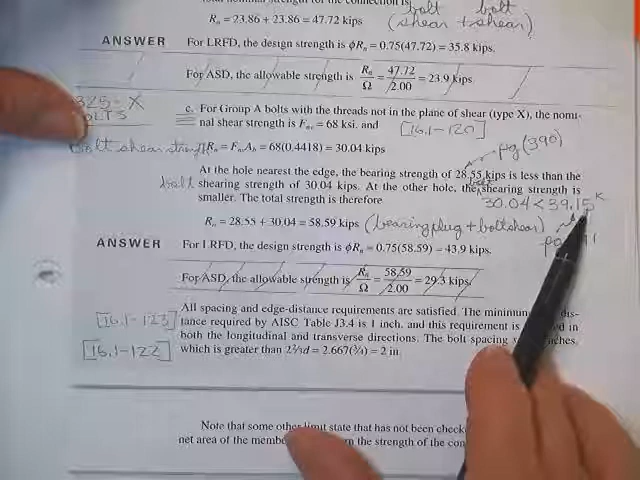 Rₙ = 23.86 + 23.86 = 47.72 kips
bolt bolt
(shear + shear)
ANSWER For LRFD, the design strength is ϕRₙ = 0.75(47.72) = 35.8 kips.
For ASD, the allowable strength is Rₙ/Ω = 47.72/2.00 = 23.9 kips.
325-X
BOLTS
c. For Group A bolts with the threads not in the plane of shear (type X), the nomi-
nal shear strength is Fₙᵥ = 68 ksi, and [16.1-120]
pg (390)
Bolt shear strength Rₙ = FₙᵥA_b = 68(0.4418) = 30.04 kips
At the hole nearest the edge, the bearing strength of 28.55 kips is less than the
bolt shearing strength of 30.04 kips. At the other hole, the bolt shearing strength is
smaller. The total strength is therefore 30.04 < 39.15ᵏ
Rₙ = 28.55 + 30.04 = 58.59 kips (bearing plug + bolt shear)
ANSWER For LRFD, the design strength is ϕRₙ = 0.75(58.59) = 43.9 kips.
For ASD, the allowable strength is Rₙ/Ω = 58.59/2.00 = 29.3 kips.
All spacing and edge-distance requirements are satisfied. The minimum dis-
[16.1-123] tance required by AISC Table J3.4 is 1 inch, and this requirement is in
both the longitudinal and transverse directions. The bolt spacing s inches,
[16.1-122] which is greater than 2⅔d = 2.667(¾) = 2 in.
Note that some other limit state that has not been check
net area of the membe the strength of the con